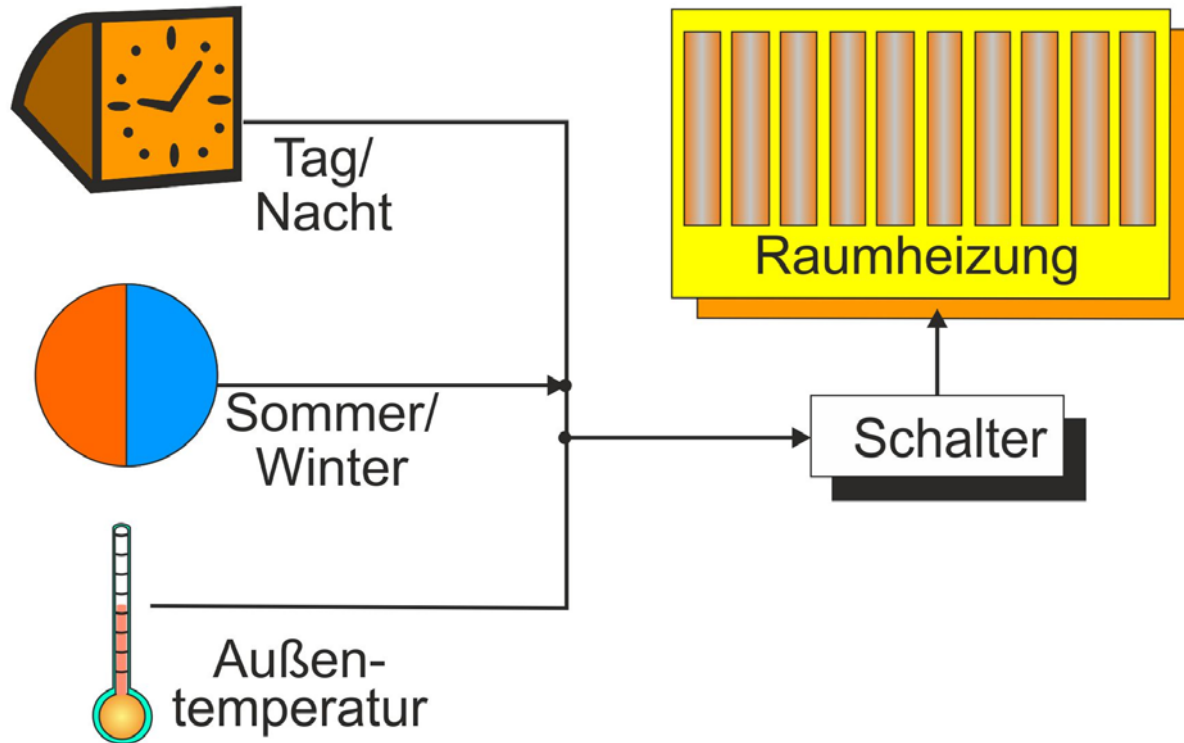 Tag/
Nacht
Raumheizung
Sommer/
Winter
Schalter
Außen-
temperatur